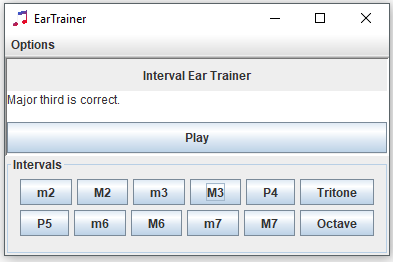 EarTrainer
Options
Interval Ear Trainer
Major third is correct.
Play
Intervals
m2 M2 m3 M3 P4 Tritone
P5 m6 M6 m7 M7 Octave